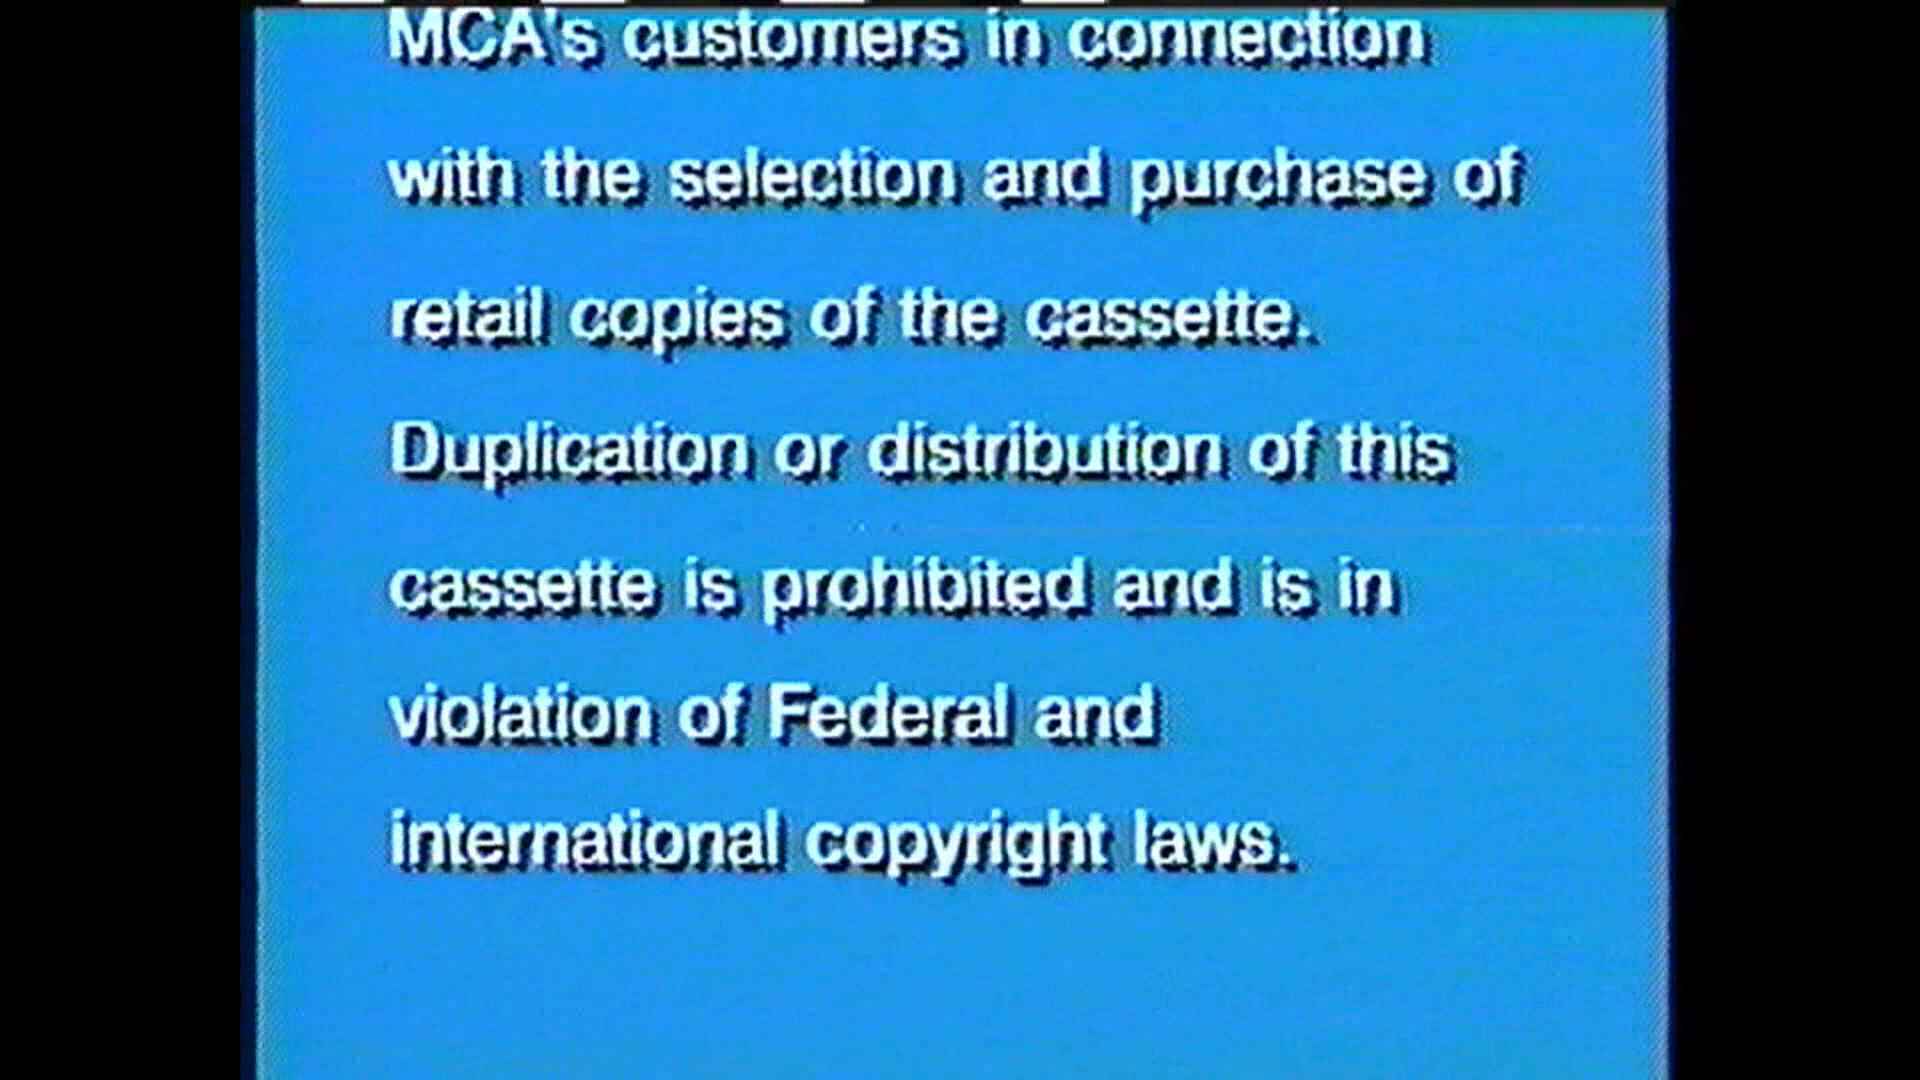 MCA's customers in connection
with the selection and purchase of
retail copies of the cassette.
Duplication or distribution of this
cassette is prohibited and is in
violation of Federal and
international copyright laws.